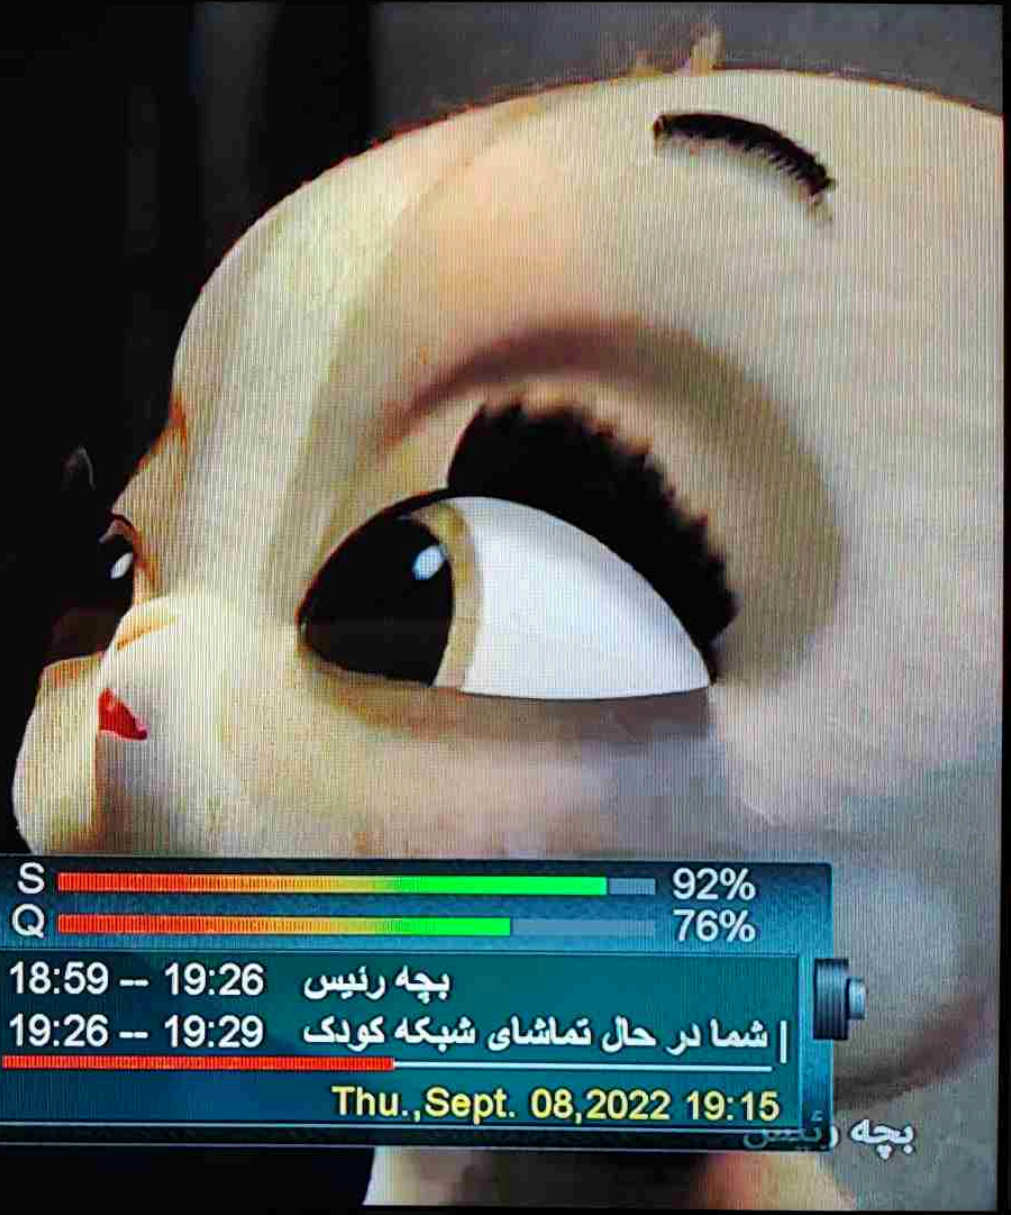 S 92%
Q 76%
18:59 -- 19:26 بچه رئیس
19:26 -- 19:29 شما در حال تماشای شبکه کودک |
Thu.,Sept. 08,2022 19:15
بچه رئیس